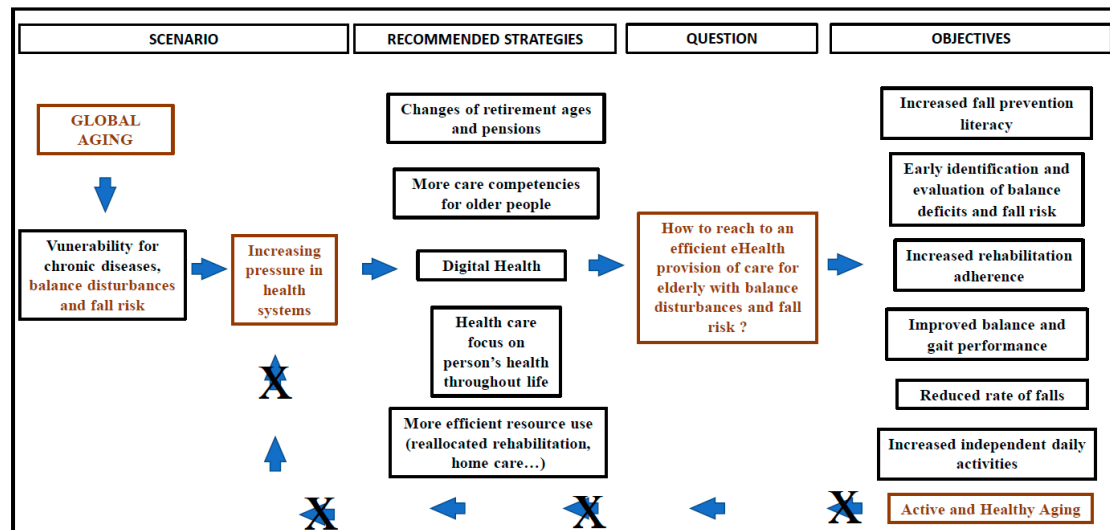 SCENARIO
RECOMMENDED STRATEGIES
QUESTION
OBJECTIVES
GLOBAL
AGING
Vunerability for
chronic diseases,
balance disturbances
and fall risk
Increasing
pressure in
health
systems
Changes of retirement ages
and pensions
More care competencies
for older people
Digital Health
Health care
focus on
person's health
throughout life
More efficient resource use
(reallocated rehabilitation,
home care…)
How to reach to an
efficient eHealth
provision of care for
elderly with balance
disturbances and fall
risk ?
Increased fall prevention
literacy
Early identification and
evaluation of balance
deficits and fall risk
Increased rehabilitation
adherence
Improved balance and
gait performance
Reduced rate of falls
Increased independent daily
activities
Active and Healthy Aging
X
X
X
X